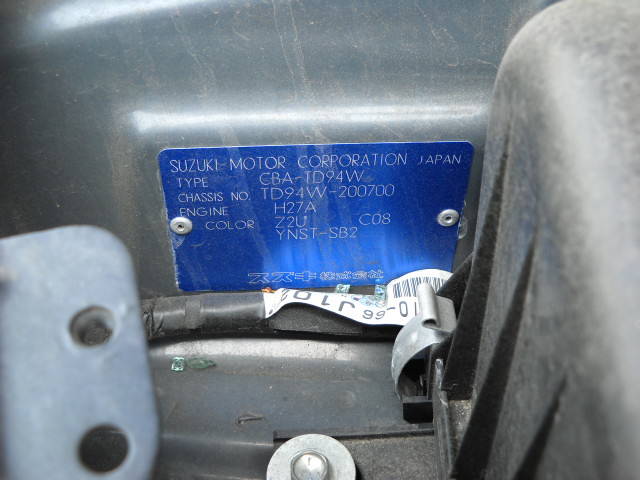 SUZUKI MOTOR CORPORATION JAPAN
TYPE CBA-TD94W
CHASSIS NO. TD94W-200700
ENGINE H27A
COLOR Z2U C08
YNST-SB2
スズキ株式会社